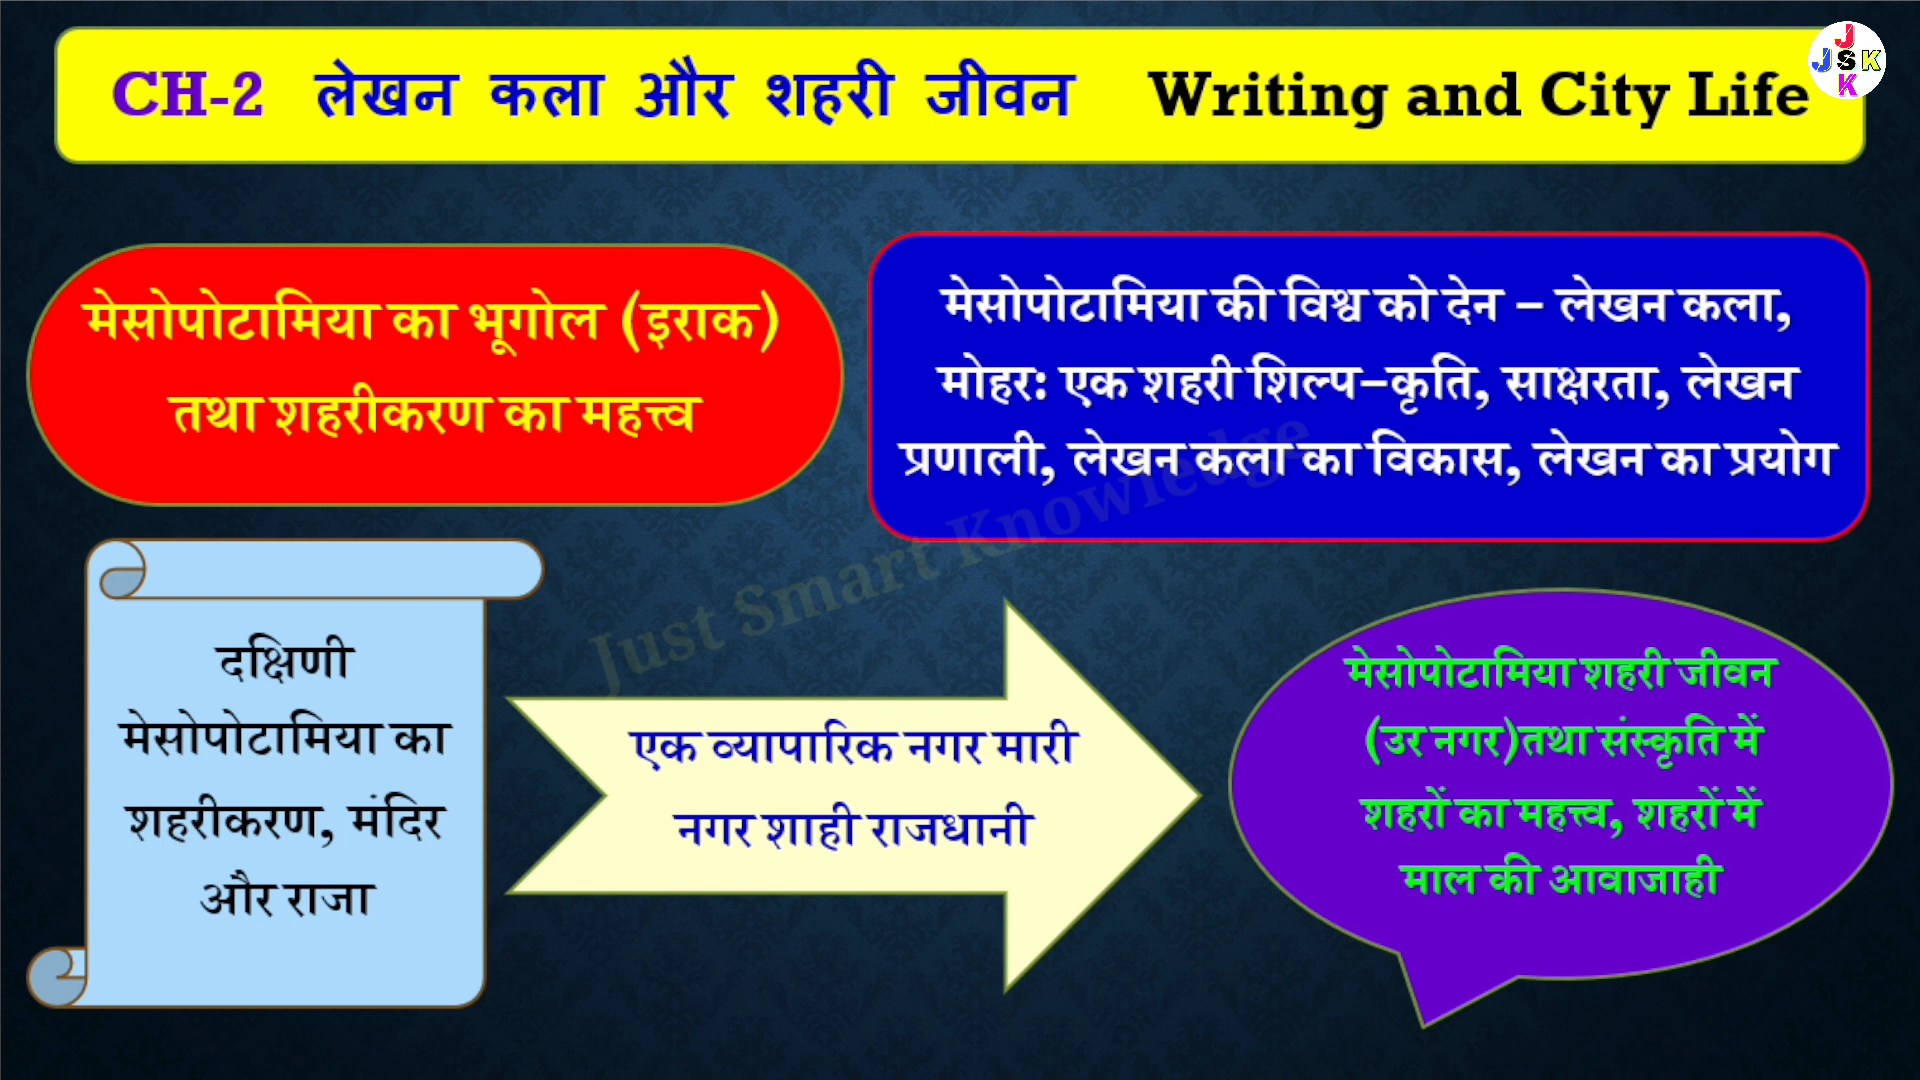 CH-2 लेखन कला और शहरी जीवन Writing and City Life
J
J S K
K
मेसोपोटामिया का भूगोल (इराक)
तथा शहरीकरण का महत्त्व
मेसोपोटामिया की विश्व को देन – लेखन कला,
मोहर: एक शहरी शिल्प–कृति, साक्षरता, लेखन
प्रणाली, लेखन कला का विकास, लेखन का प्रयोग
Just Smart Knowledge
दक्षिणी
मेसोपोटामिया का
शहरीकरण, मंदिर
और राजा
एक व्यापारिक नगर मारी
नगर शाही राजधानी
मेसोपोटामिया शहरी जीवन
(उर नगर)तथा संस्कृति में
शहरों का महत्त्व, शहरों में
माल की आवाजाही